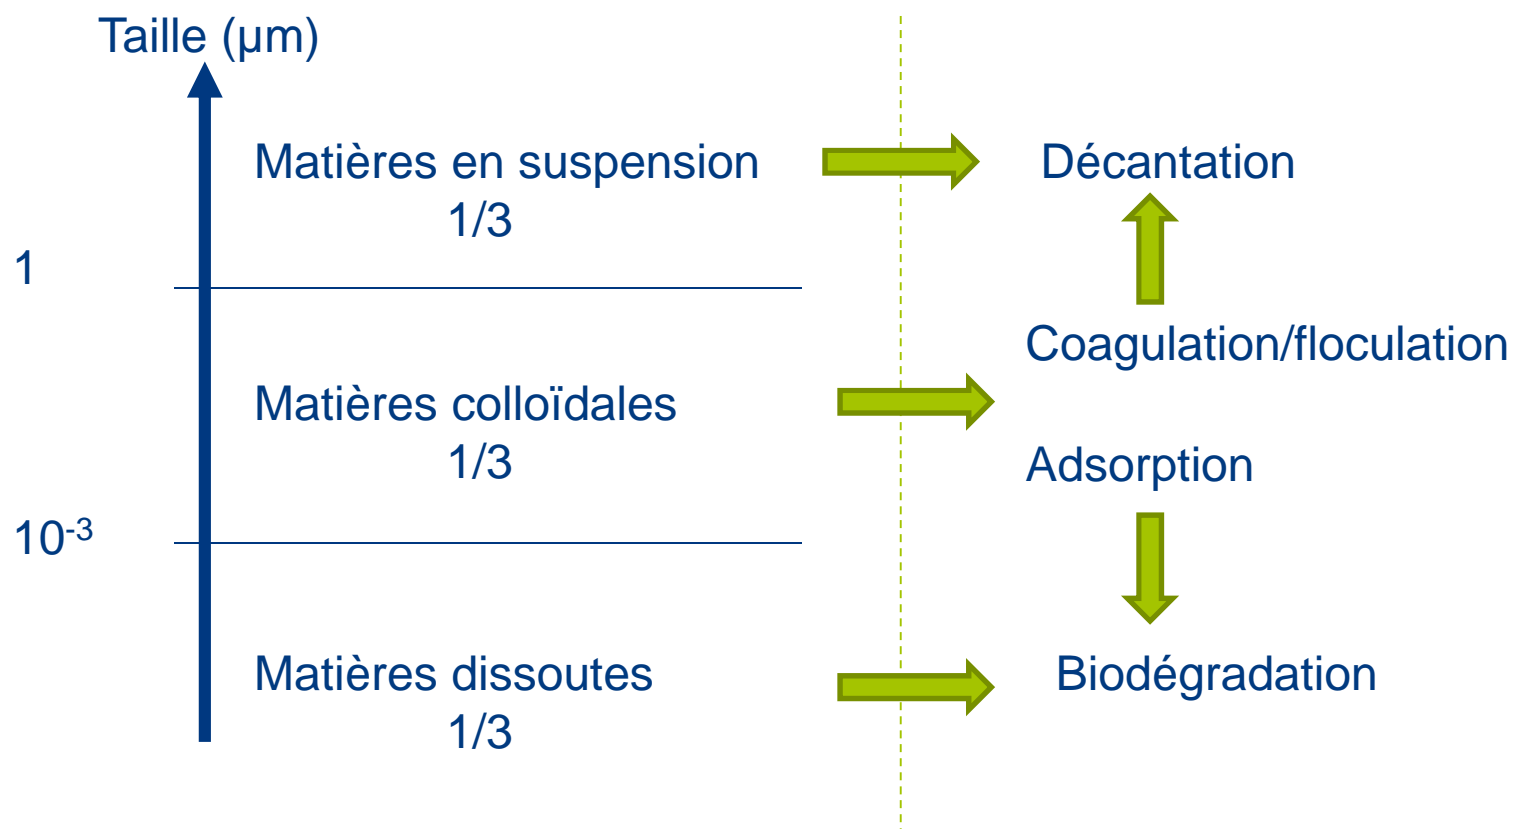 Taille (µm)
Matières en suspension
1/3
Décantation
1
Coagulation/floculation
Matières colloïdales
1/3
Adsorption
10-3
Matières dissoutes
1/3
Biodégradation